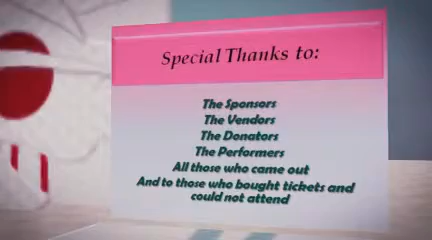 Special Thanks to:
The Sponsors
The Vendors
The Donators
The Performers
All those who came out
And to those who bought tickets and
could not attend